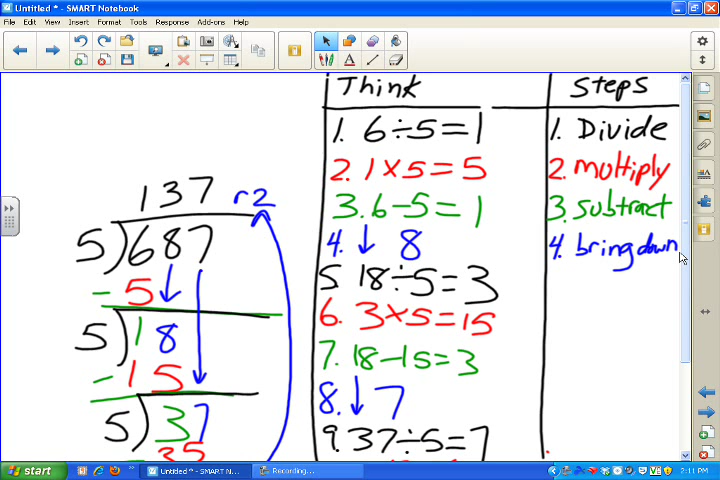 Untitled * - SMART Notebook
File Edit View Insert Format Tools Response Add-ons Help
137 r2
5)687
- 5
5)18
- 15
5)37
35
Think
1. 6÷5=1
2. 1×5=5
3. 6-5=1
4. ↓ 8
5. 18÷5=3
6. 3×5=15
7. 18-15=3
8. ↓ 7
9. 37÷5=7
Steps
1. Divide
2. multiply
3. subtract
4. bring down
start
Untitled * - SMART N...
Recording...
2:11 PM